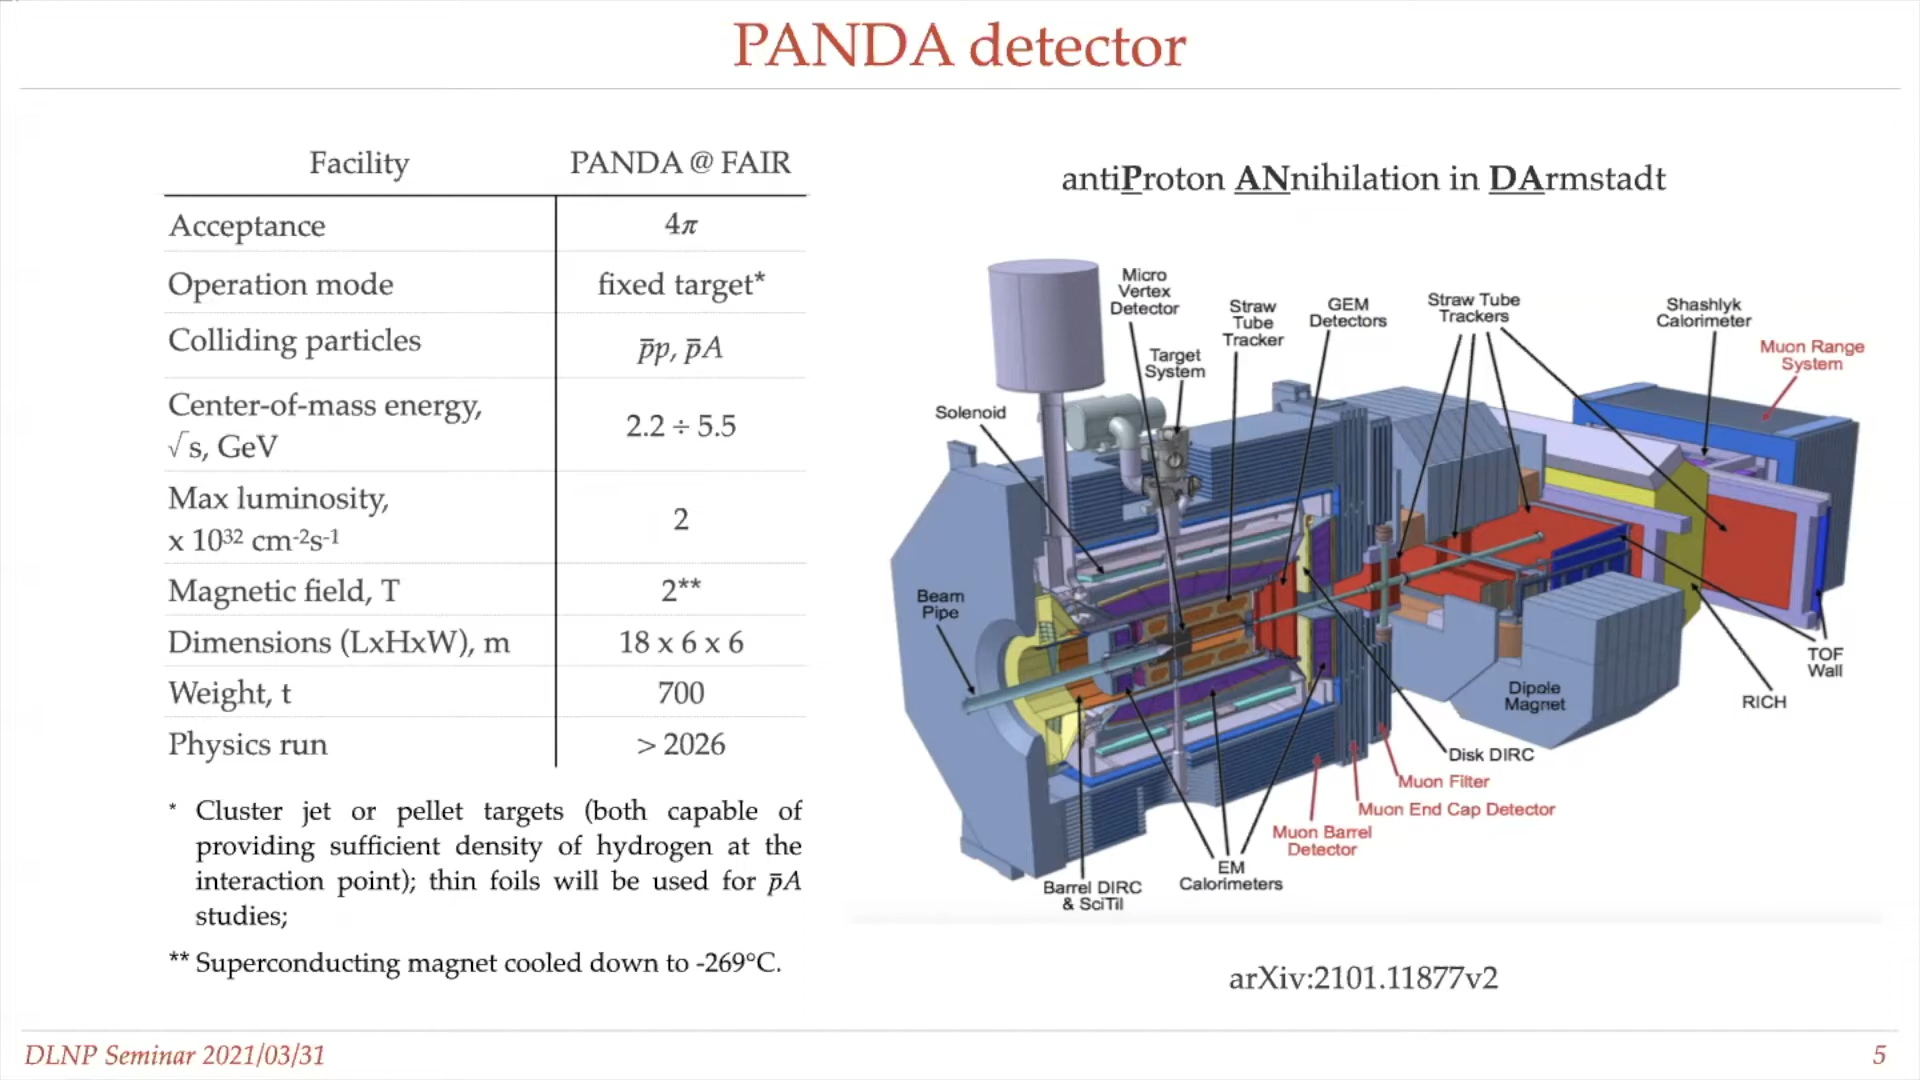 PANDA detector
Facility PANDA @ FAIR
Acceptance 4π
Operation mode fixed target*
Colliding particles p̄p, p̄A
Center-of-mass energy,
√s, GeV 2.2 ÷ 5.5
Max luminosity,
x 10³² cm⁻²s⁻¹ 2
Magnetic field, T 2**
Dimensions (LxHxW), m 18 x 6 x 6
Weight, t 700
Physics run > 2026
* Cluster jet or pellet targets (both capable of
providing sufficient density of hydrogen at the
interaction point); thin foils will be used for p̄A
studies;
** Superconducting magnet cooled down to -269°C.
antiProton ANnihilation in DArmstadt
Micro
Vertex
Detector
Target
System
Straw
Tube
Tracker
GEM
Detectors
Straw Tube
Trackers
Shashlyk
Calorimeter
Muon Range
System
Solenoid
Beam
Pipe
TOF
Wall
RICH
Dipole
Magnet
Disk DIRC
Muon Filter
Muon End Cap Detector
Muon Barrel
Detector
EM
Calorimeters
Barrel DIRC
& SciTil
arXiv:2101.11877v2
DLNP Seminar 2021/03/31
5